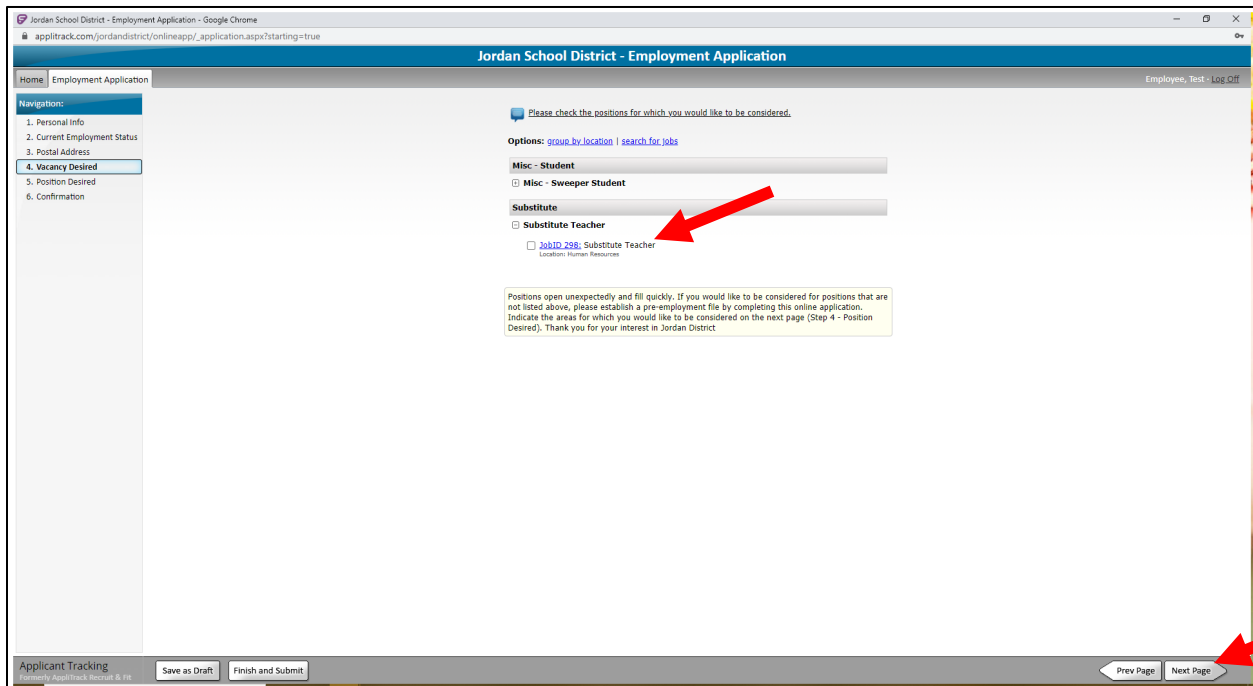 Jordan School District - Employment Application - Google Chrome
applitrack.com/jordandistrict/onlineapp/_application.aspx?starting=true
Jordan School District - Employment Application
Home Employment Application
Employee, Test - Log Off
Navigation:
1. Personal Info
2. Current Employment Status
3. Postal Address
4. Vacancy Desired
5. Position Desired
6. Confirmation
Please check the positions for which you would like to be considered.
Options: group by location | search for jobs
Misc - Student
Misc - Sweeper Student
Substitute
Substitute Teacher
JobID 298: Substitute Teacher
Location: Human Resources
Positions open unexpectedly and fill quickly. If you would like to be considered for positions that are
not listed above, please establish a pre-employment file by completing this online application.
Indicate the areas for which you would like to be considered on the next page (Step 4 - Position
Desired). Thank you for your interest in Jordan District
Applicant Tracking
Formerly AppliTrack Recruit & Fit
Save as Draft Finish and Submit
Prev Page Next Page